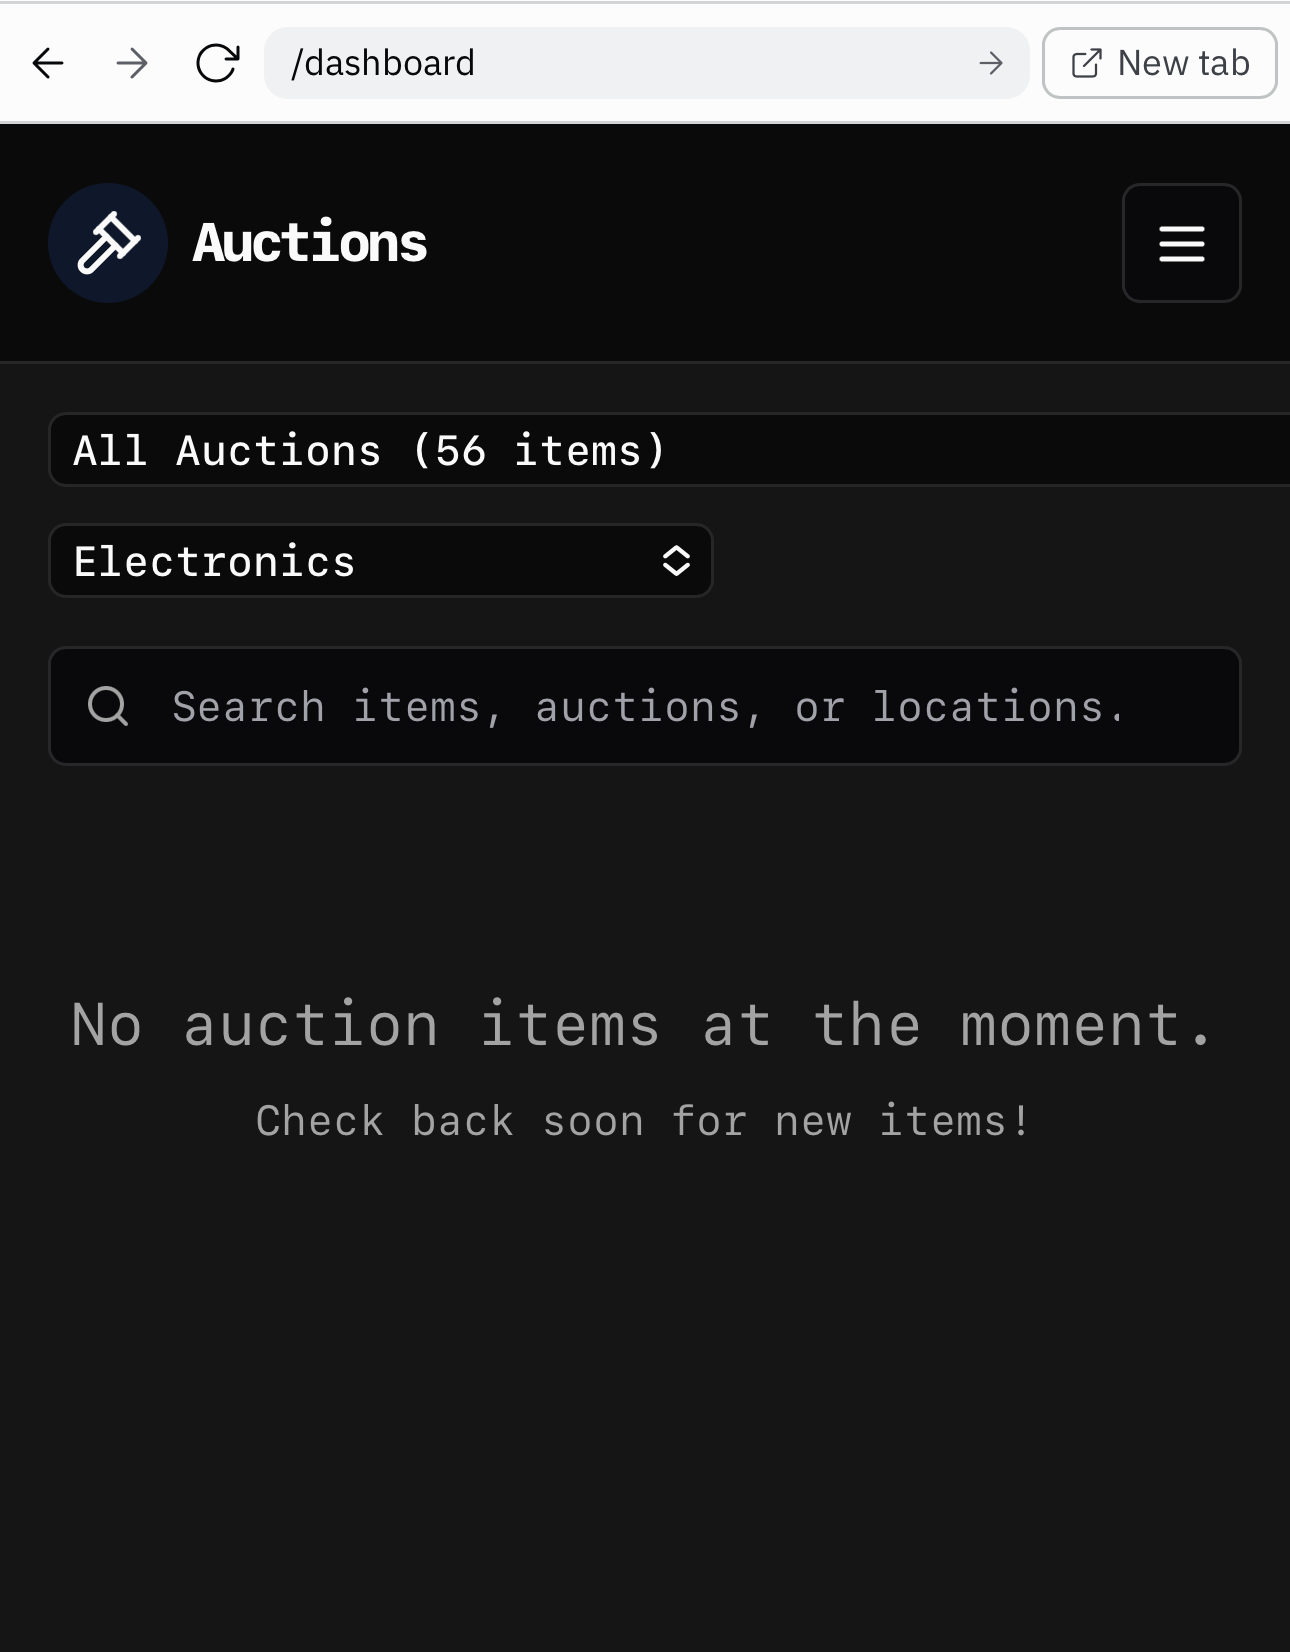 /dashboard
New tab
Auctions
All Auctions (56 items)
Electronics
Search items, auctions, or locations.
No auction items at the moment.
Check back soon for new items!